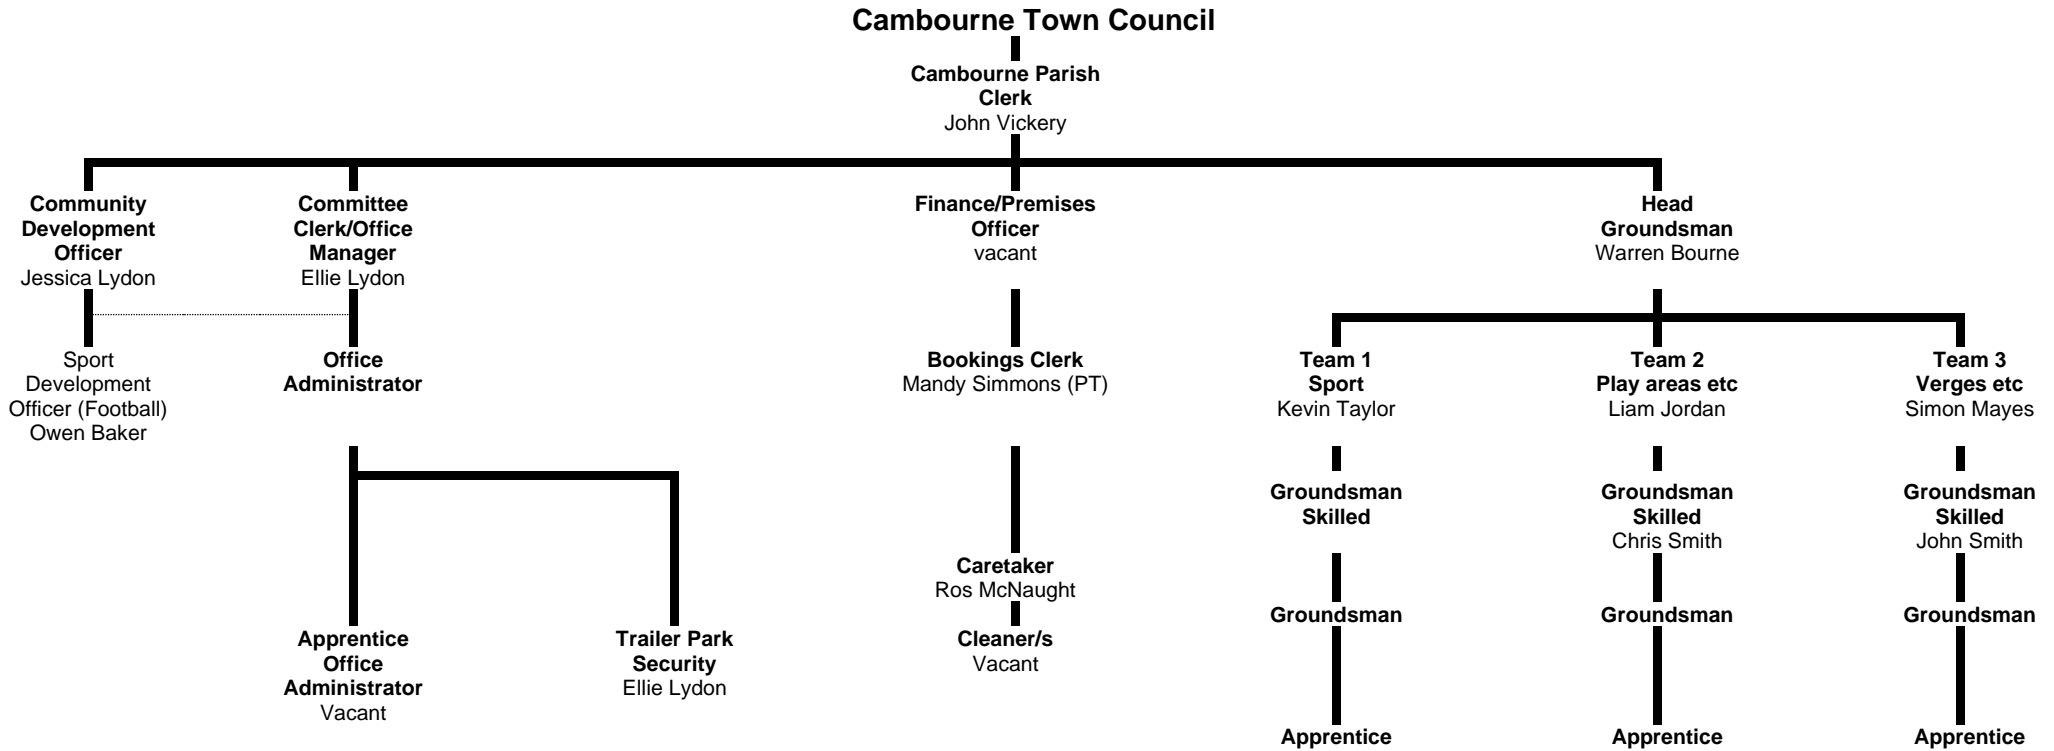 Cambourne Town Council
Cambourne Parish
Clerk
John Vickery
Community
Development
Officer
Jessica Lydon
Committee
Clerk/Office
Manager
Ellie Lydon
Finance/Premises
Officer
vacant
Head
Groundsman
Warren Bourne
Sport
Development
Officer (Football)
Owen Baker
Office
Administrator
Bookings Clerk
Mandy Simmons (PT)
Team 1
Sport
Kevin Taylor
Team 2
Play areas etc
Liam Jordan
Team 3
Verges etc
Simon Mayes
Groundsman
Skilled
Groundsman
Skilled
Chris Smith
Groundsman
Skilled
John Smith
Caretaker
Ros McNaught
Groundsman
Groundsman
Groundsman
Apprentice
Office
Administrator
Vacant
Trailer Park
Security
Ellie Lydon
Cleaner/s
Vacant
Apprentice
Apprentice
Apprentice